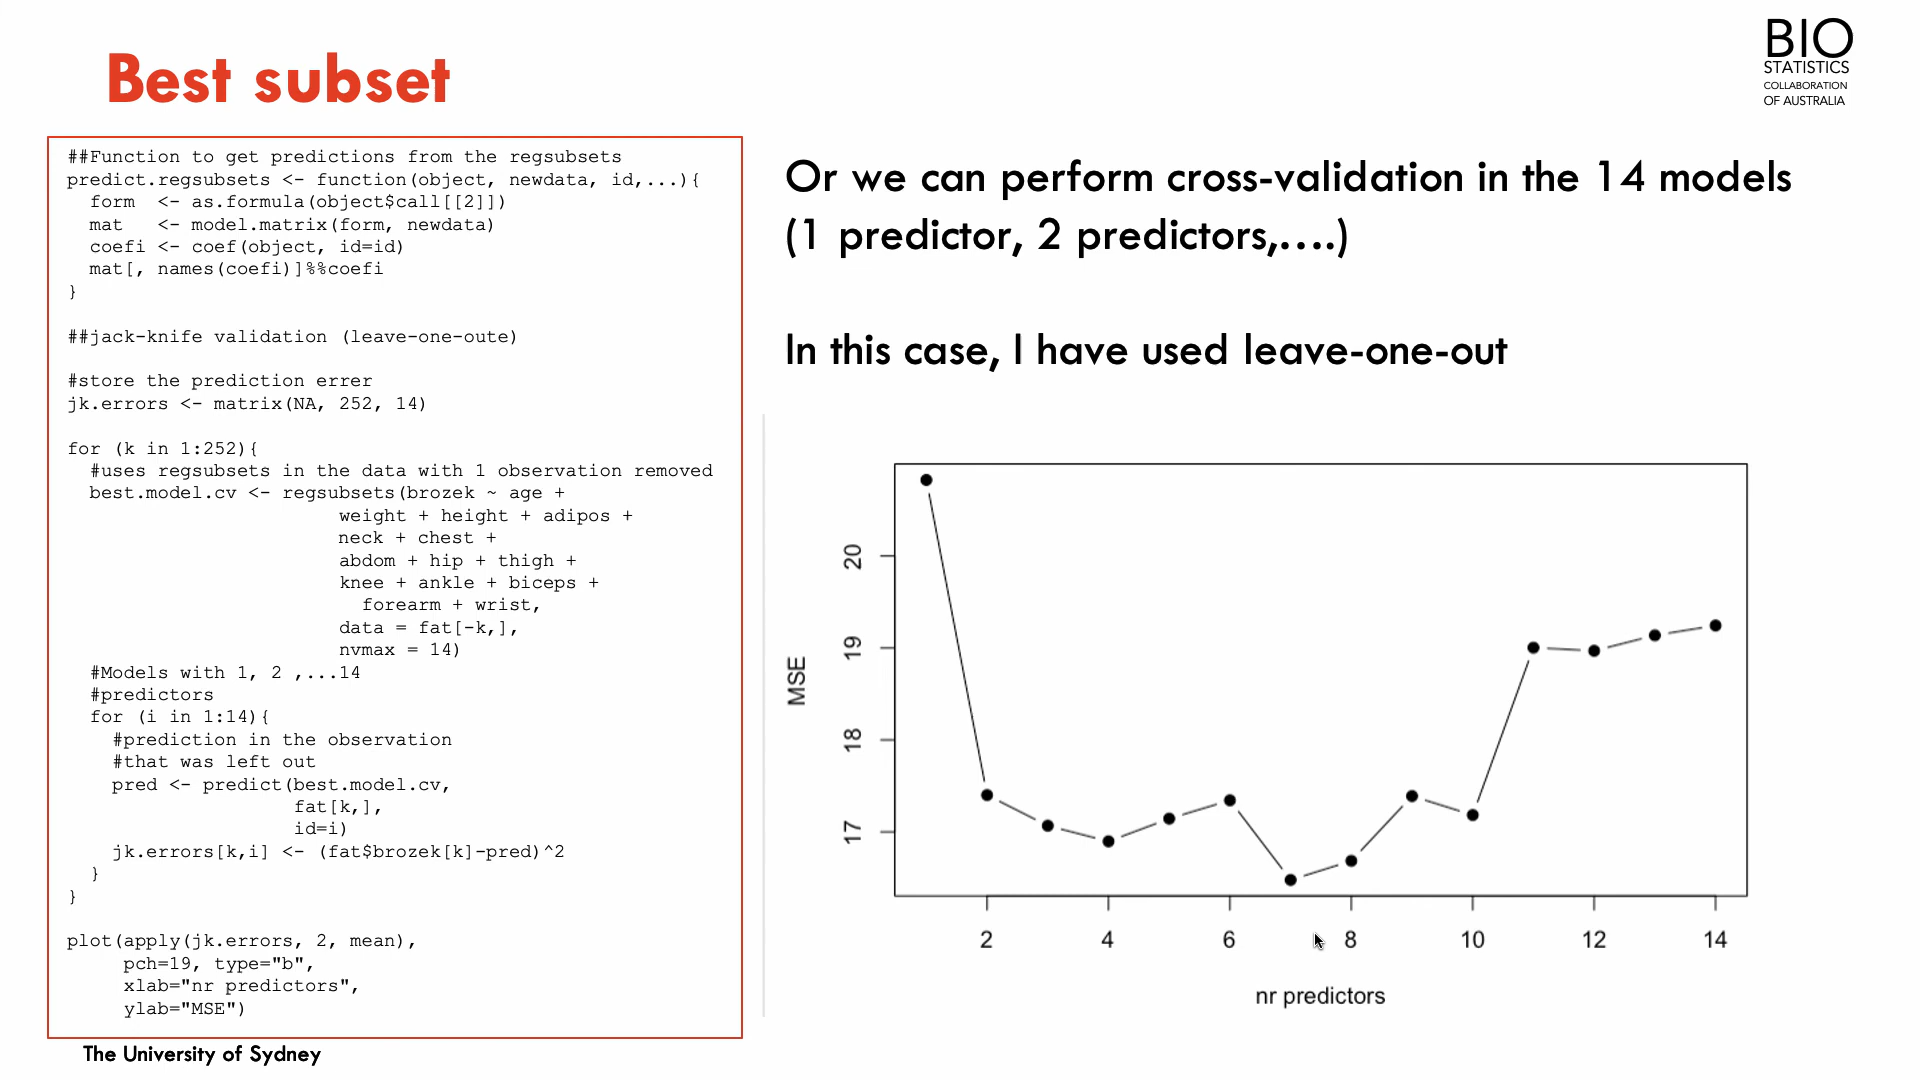 Best subset
BIO
STATISTICS
COLLABORATION
OF AUSTRALIA
##Function to get predictions from the regsubsets
predict.regsubsets <- function(object, newdata, id,...){
  form  <- as.formula(object$call[[2]])
  mat   <- model.matrix(form, newdata)
  coefi <- coef(object, id=id)
  mat[, names(coefi)]%%coefi
}
##jack-knife validation (leave-one-oute)
#store the prediction errer
jk.errors <- matrix(NA, 252, 14)
for (k in 1:252){
  #uses regsubsets in the data with 1 observation removed
  best.model.cv <- regsubsets(brozek ~ age +
                        weight + height + adipos +
                        neck + chest +
                        abdom + hip + thigh +
                        knee + ankle + biceps +
                          forearm + wrist,
                        data = fat[-k,],
                        nvmax = 14)
  #Models with 1, 2 ,...14
  #predictors
  for (i in 1:14){
    #prediction in the observation
    #that was left out
    pred <- predict(best.model.cv,
                    fat[k,],
                    id=i)
    jk.errors[k,i] <- (fat$brozek[k]-pred)^2
  }
}
plot(apply(jk.errors, 2, mean),
     pch=19, type="b",
     xlab="nr predictors",
     ylab="MSE")
Or we can perform cross-validation in the 14 models
(1 predictor, 2 predictors,….)
In this case, I have used leave-one-out
MSE
20
19
18
17
2 4 6 8 10 12 14
nr predictors
The University of Sydney